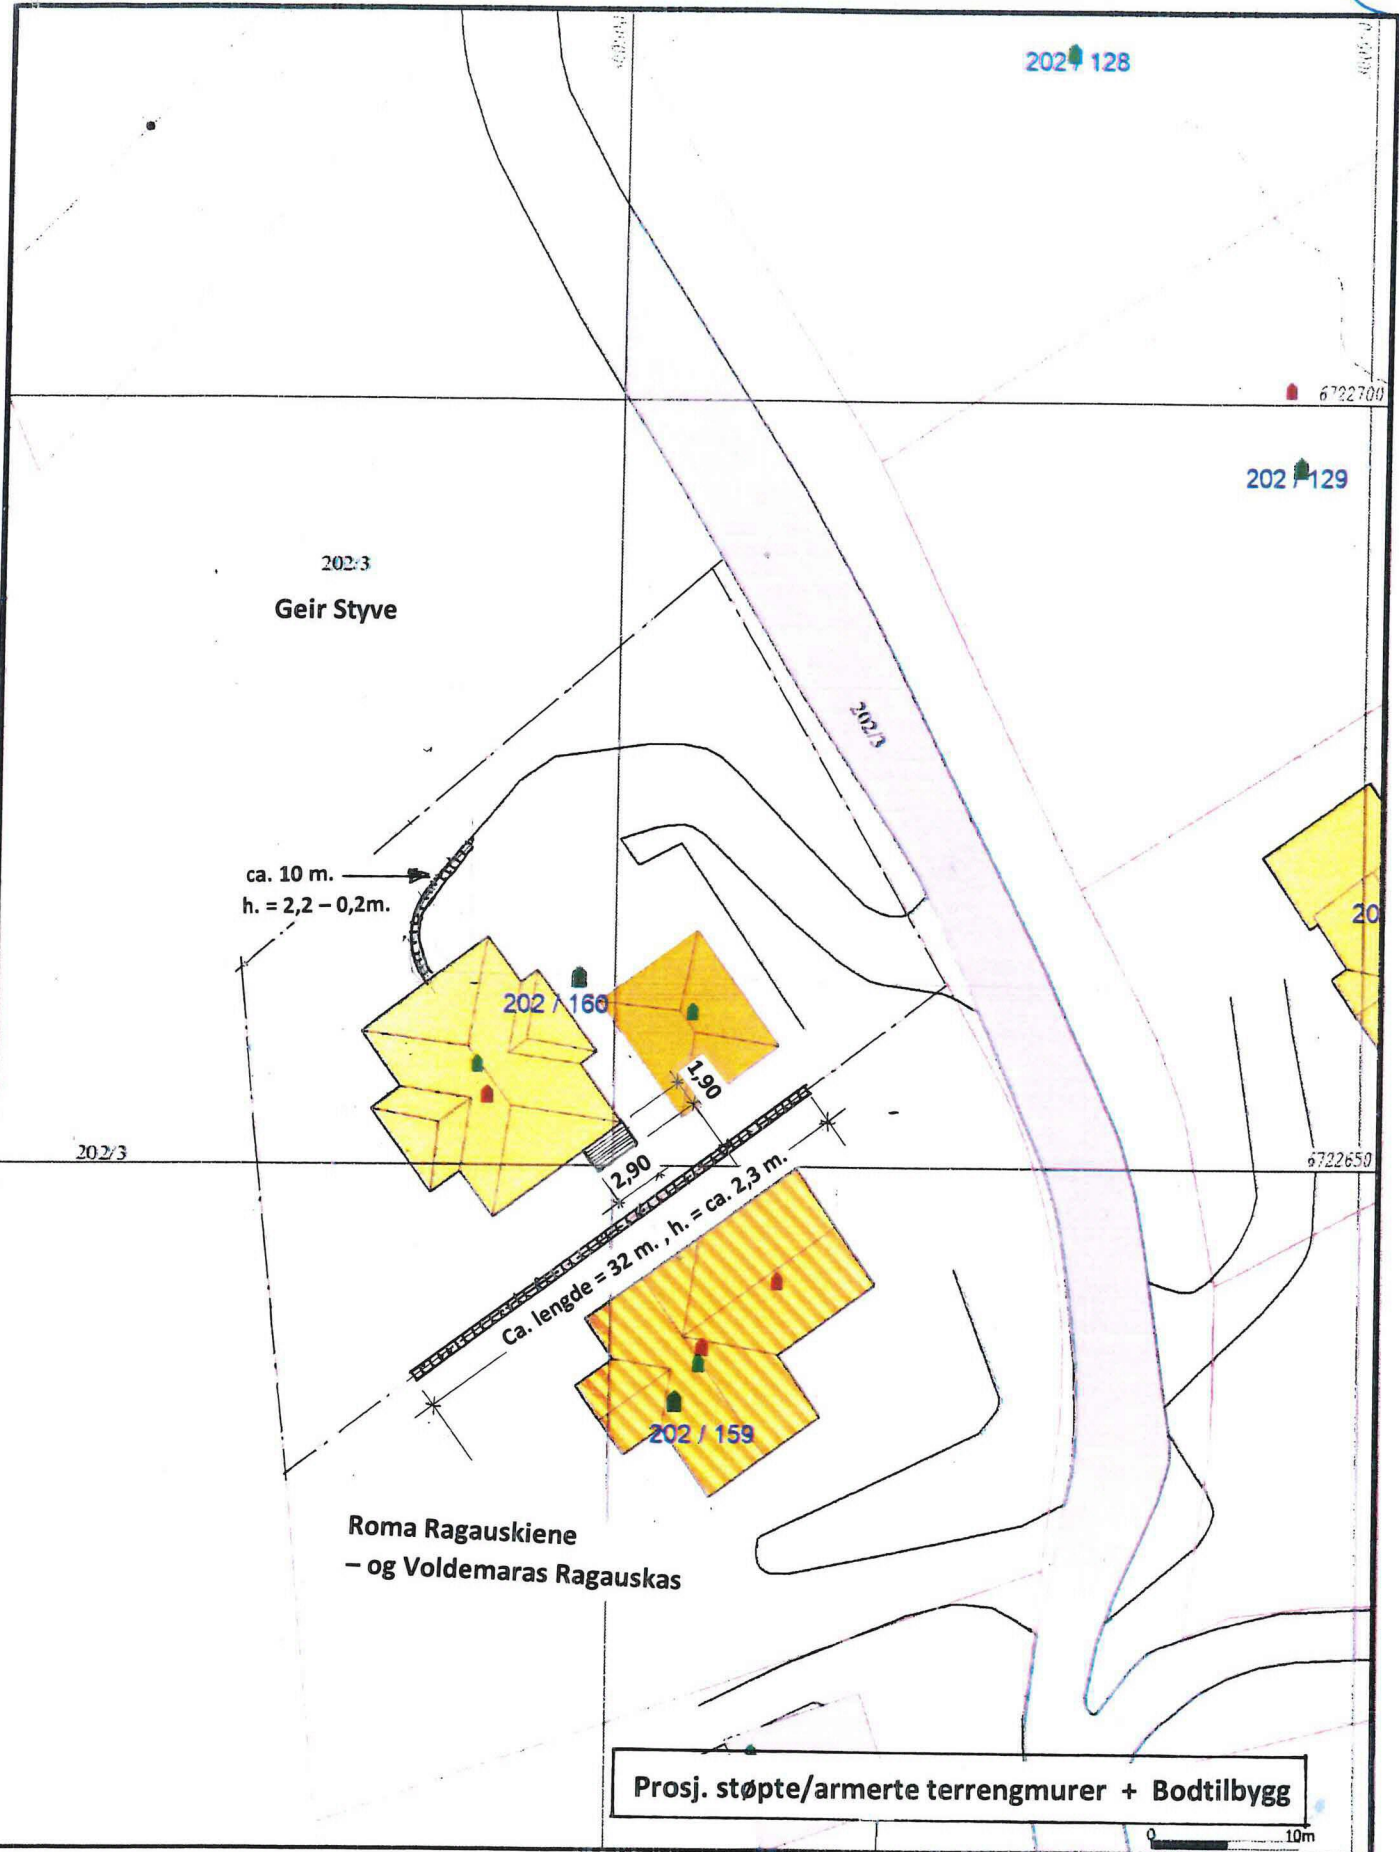 202 / 128
6722700
202 / 129
202/3
Geir Styve
202/3
ca. 10 m.
h. = 2,2 – 0,2m.
20
202 / 160
1,90
202/3
6722650
2,90
Ca. lengde = 32 m. , h. = ca. 2,3 m.
202 / 159
Roma Ragauskiene
– og Voldemaras Ragauskas
Prosj. støpte/armerte terrengmurer + Bodtilbygg
0 10m